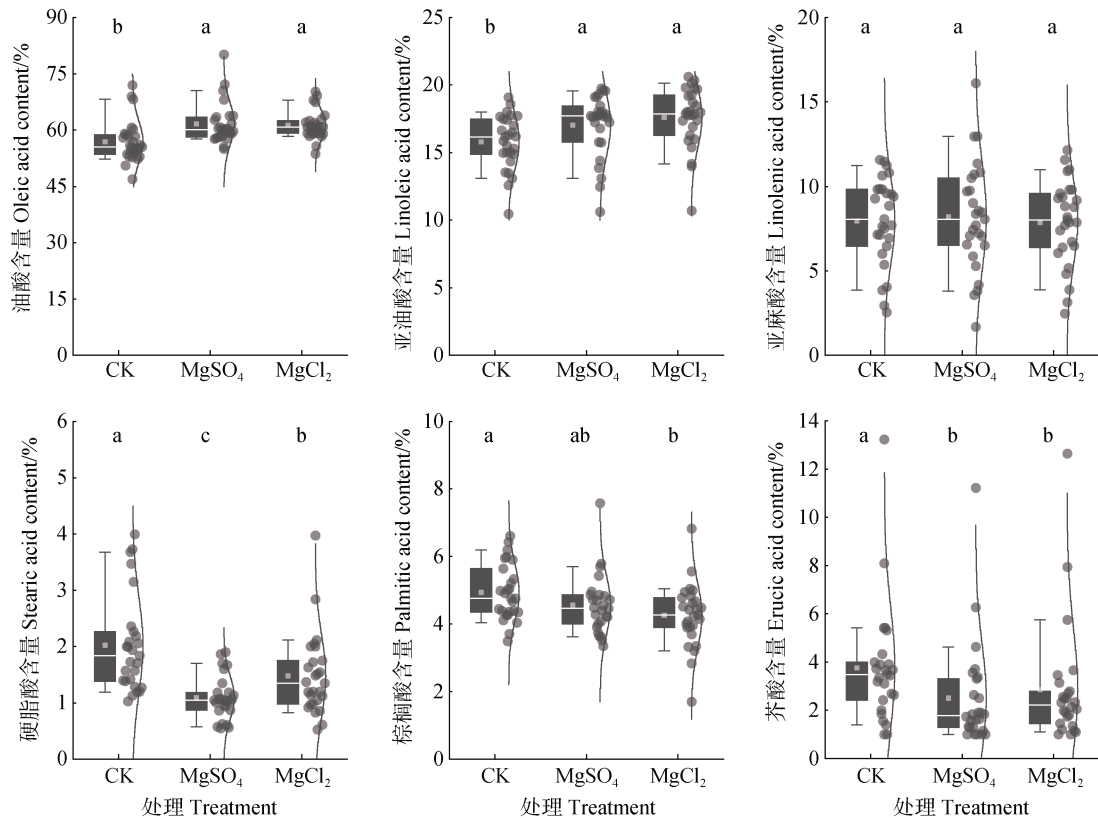 油酸含量 Oleic acid content/%
90
75
60
45
30
15
0
b a a
CK MgSO₄ MgCl₂
亚油酸含量 Linoleic acid content/%
25
20
15
10
5
0
b a a
CK MgSO₄ MgCl₂
亚麻酸含量 Linolenic acid content/%
20
15
10
5
0
a a a
CK MgSO₄ MgCl₂
硬脂酸含量 Stearic acid content/%
6
5
4
3
2
1
0
a c b
CK MgSO₄ MgCl₂
处理 Treatment
棕榈酸含量 Palmitic acid content/%
10
8
6
4
2
0
a ab b
CK MgSO₄ MgCl₂
处理 Treatment
芥酸含量 Erucic acid content/%
14
12
10
8
6
4
2
0
a b b
CK MgSO₄ MgCl₂
处理 Treatment